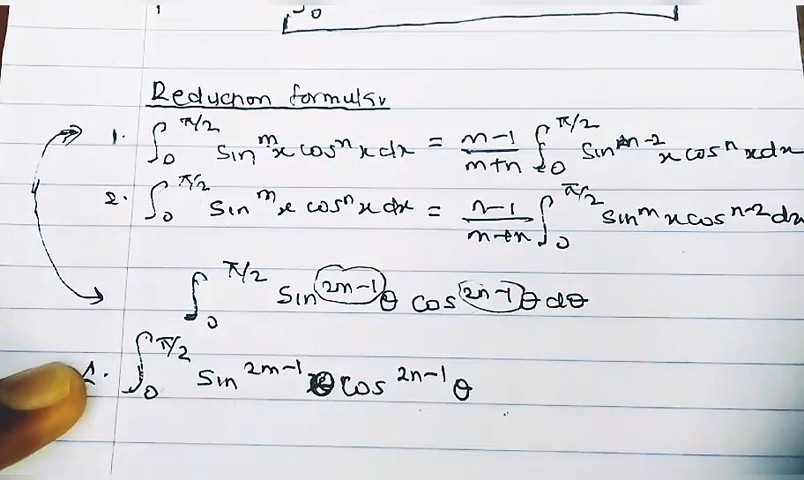 ∫₀
Reduction formulas
1. ∫₀^{π/2} sin^m x cos^n x dx = m-1/m+n ∫₀^{π/2} sin^{m-2} x cos^n x dx
2. ∫₀^{π/2} sin^m x cos^n x dx = n-1/m+n ∫₀^{π/2} sin^m x cos^{n-2} dx
∫₀^{π/2} sin^{2m-1} θ cos^{2n-1} θ dθ
1. ∫₀^{π/2} sin^{2m-1} θ cos^{2n-1} θ